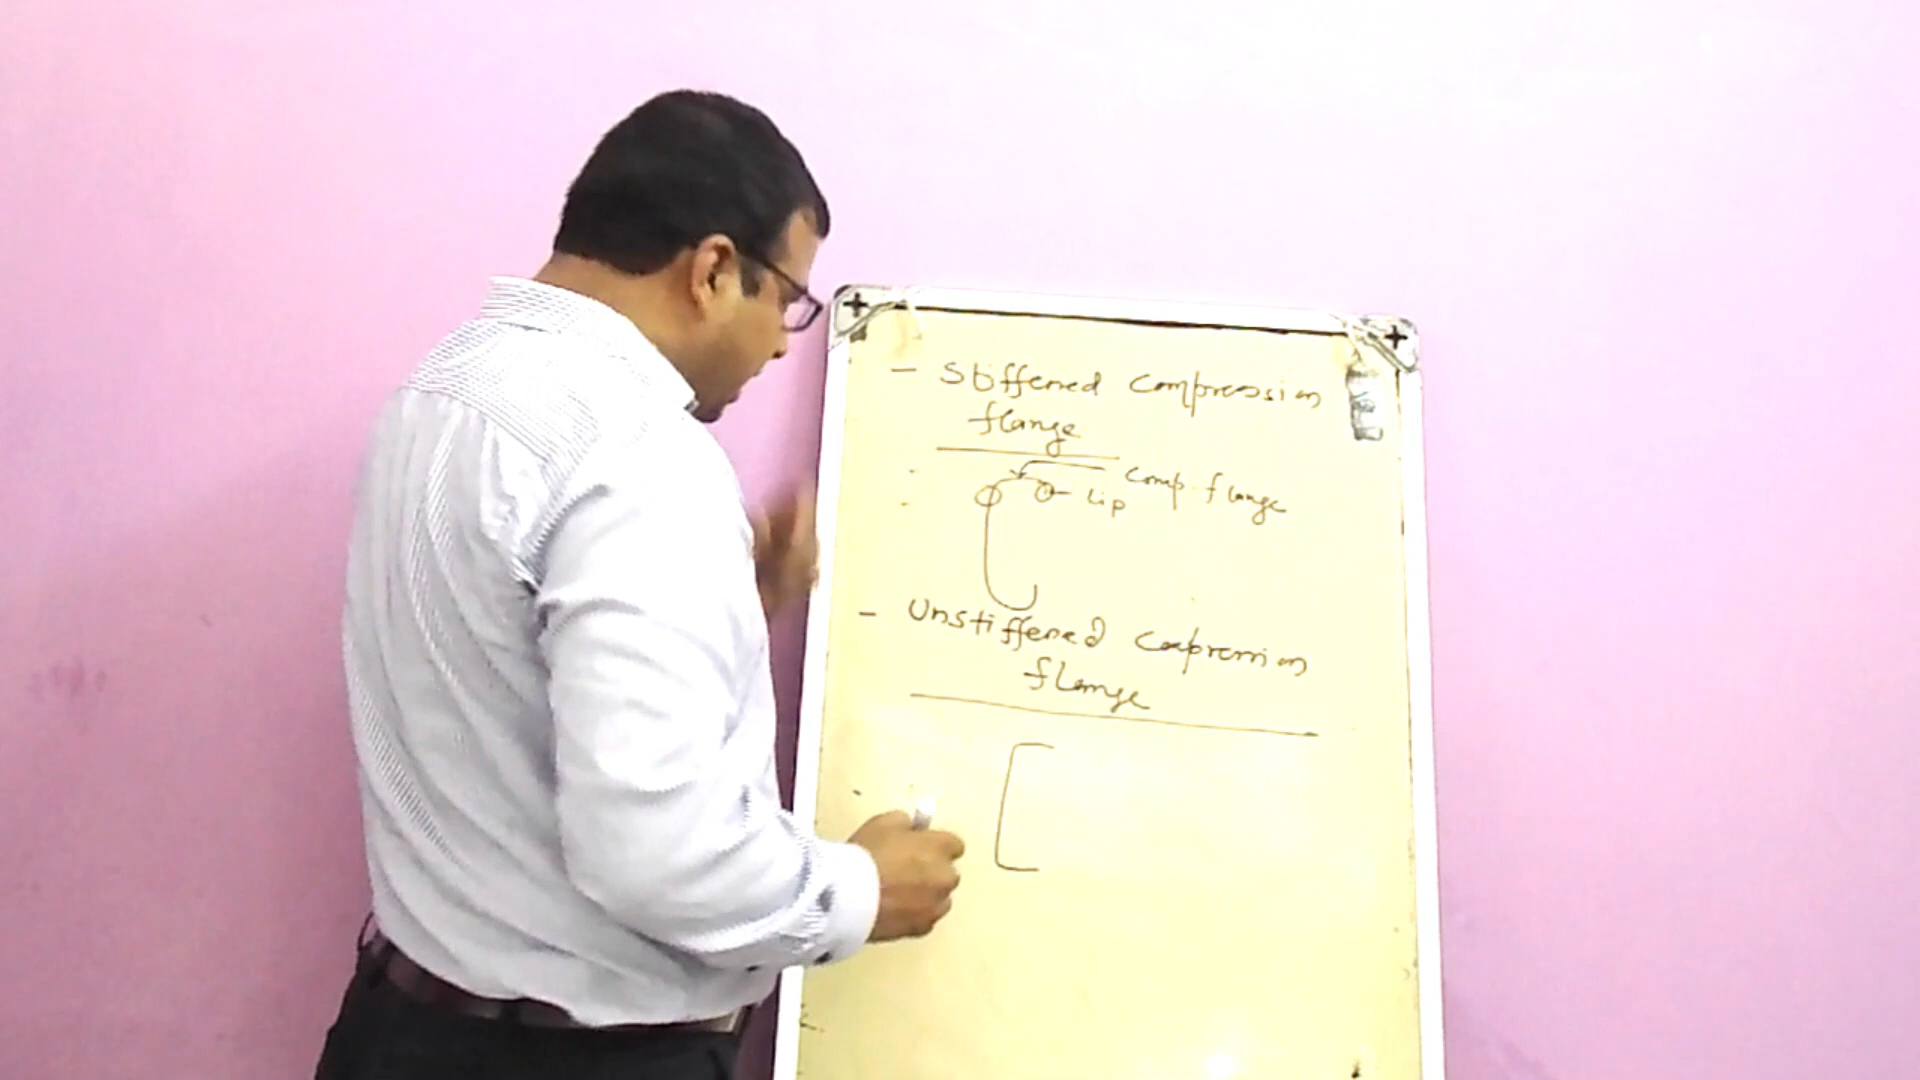 - Stiffened compression
flange
comp. flange
Lip
- Unstiffened compression
flange